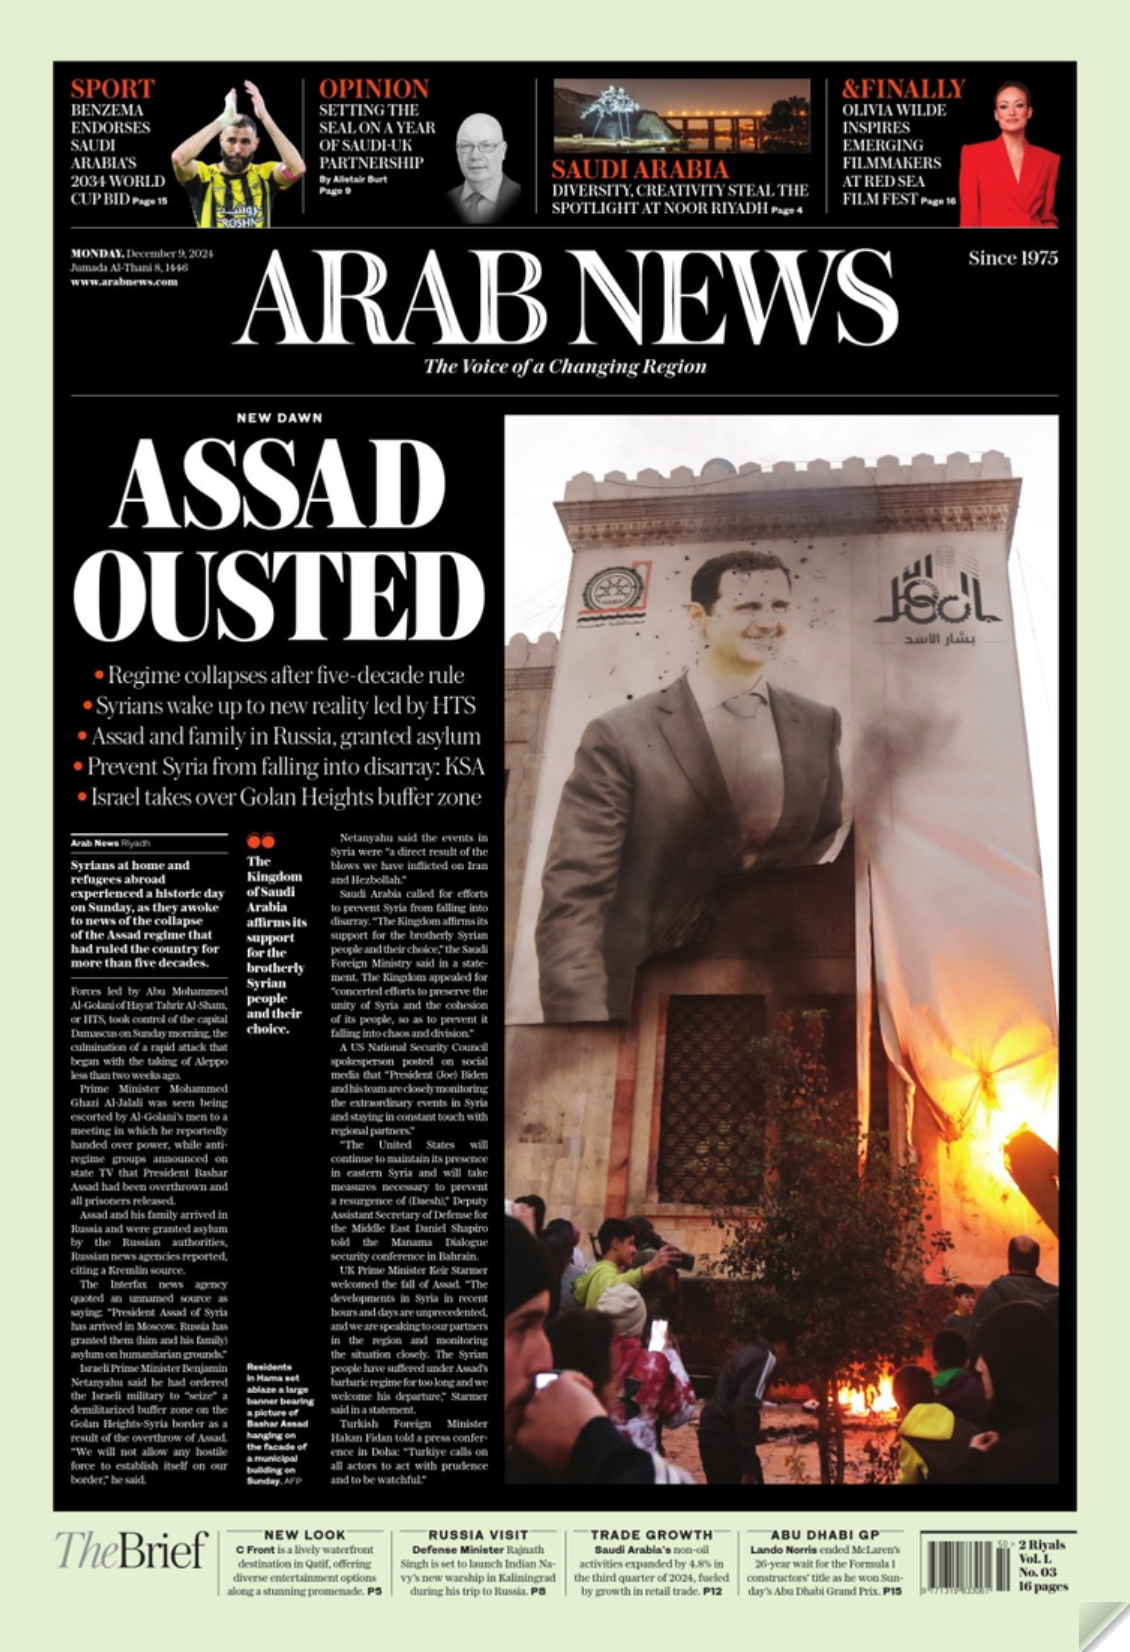 SPORT
BENZEMA
ENDORSES
SAUDI
ARABIA'S
2034 WORLD
CUP BID Page 15
ROSHN
OPINION
SETTING THE
SEAL ON A YEAR
OF SAUDI-UK
PARTNERSHIP
By Alistair Burt
Page 9
SAUDI ARABIA
DIVERSITY, CREATIVITY STEAL THE
SPOTLIGHT AT NOOR RIYADH Page 4
&FINALLY
OLIVIA WILDE
INSPIRES
EMERGING
FILMMAKERS
AT RED SEA
FILM FEST Page 16
MONDAY, December 9, 2024
Jumada Al-Thani 8, 1446
www.arabnews.com
ARAB NEWS
Since 1975
The Voice of a Changing Region
NEW DAWN
ASSAD
OUSTED
• Regime collapses after five-decade rule
• Syrians wake up to new reality led by HTS
• Assad and family in Russia, granted asylum
• Prevent Syria from falling into disarray: KSA
• Israel takes over Golan Heights buffer zone
Arab News Riyadh
Syrians at home and
refugees abroad
experienced a historic day
on Sunday, as they awoke
to news of the collapse
of the Assad regime that
had ruled the country for
more than five decades.
Forces led by Abu Mohammed
Al-Golani of Hayat Tahrir Al-Sham,
or HTS, took control of the capital
Damascus on Sunday morning, the
culmination of a rapid attack that
began with the taking of Aleppo
less than two weeks ago.
Prime Minister Mohammed
Ghazi Al-Jalali was seen being
escorted by Al-Golani's men to a
meeting in which he reportedly
handed over power, while anti-
regime groups announced on
state TV that President Bashar
Assad had been overthrown and
all prisoners released.
Assad and his family arrived in
Russia and were granted asylum
by the Russian authorities,
Russian news agencies reported,
citing a Kremlin source.
The Interfax news agency
quoted an unnamed source as
saying: "President Assad of Syria
has arrived in Moscow. Russia has
granted them (him and his family)
asylum on humanitarian grounds."
Israeli Prime Minister Benjamin
Netanyahu said he had ordered
the Israeli military to "seize" a
demilitarized buffer zone on the
Golan Heights-Syria border as a
result of the overthrow of Assad.
"We will not allow any hostile
force to establish itself on our
border," he said.
The
Kingdom
of Saudi
Arabia
affirms its
support
for the
brotherly
Syrian
people
and their
choice.
Residents
in Hama set
ablaze a large
banner bearing
a picture of
Bashar Assad
hanging on
the facade of
a municipal
building on
Sunday. AFP
Netanyahu said the events in
Syria were "a direct result of the
blows we have inflicted on Iran
and Hezbollah."
Saudi Arabia called for efforts
to prevent Syria from falling into
disarray. "The Kingdom affirms its
support for the brotherly Syrian
people and their choice," the Saudi
Foreign Ministry said in a state-
ment. The Kingdom appealed for
"concerted efforts to preserve the
unity of Syria and the cohesion
of its people, so as to prevent it
falling into chaos and division."
A US National Security Council
spokesperson posted on social
media that "President (Joe) Biden
and his team are closely monitoring
the extraordinary events in Syria
and staying in constant touch with
regional partners."
"The United States will
continue to maintain its presence
in eastern Syria and will take
measures necessary to prevent
a resurgence of (Daesh)," Deputy
Assistant Secretary of Defense for
the Middle East Daniel Shapiro
told the Manama Dialogue
security conference in Bahrain.
UK Prime Minister Keir Starmer
welcomed the fall of Assad. "The
developments in Syria in recent
hours and days are unprecedented,
and we are speaking to our partners
in the region and monitoring
the situation closely. The Syrian
people have suffered under Assad's
barbaric regime for too long and we
welcome his departure," Starmer
said in a statement.
Turkish Foreign Minister
Hakan Fidan told a press confer-
ence in Doha: "Turkiye calls on
all actors to act with prudence
and to be watchful."
بشار الأسد
TheBrief
NEW LOOK
C Front is a lively waterfront
destination in Qatif, offering
diverse entertainment options
along a stunning promenade. P5
RUSSIA VISIT
Defense Minister Rajnath
Singh is set to launch Indian Na-
vy's new warship in Kaliningrad
during his trip to Russia. P8
TRADE GROWTH
Saudi Arabia's non-oil
activities expanded by 4.8% in
the third quarter of 2024, fueled
by growth in retail trade. P12
ABU DHABI GP
Lando Norris ended McLaren's
26-year wait for the Formula 1
constructors' title as he won Sun-
day's Abu Dhabi Grand Prix. P15
2 Riyals
Vol. L
No. 03
16 pages